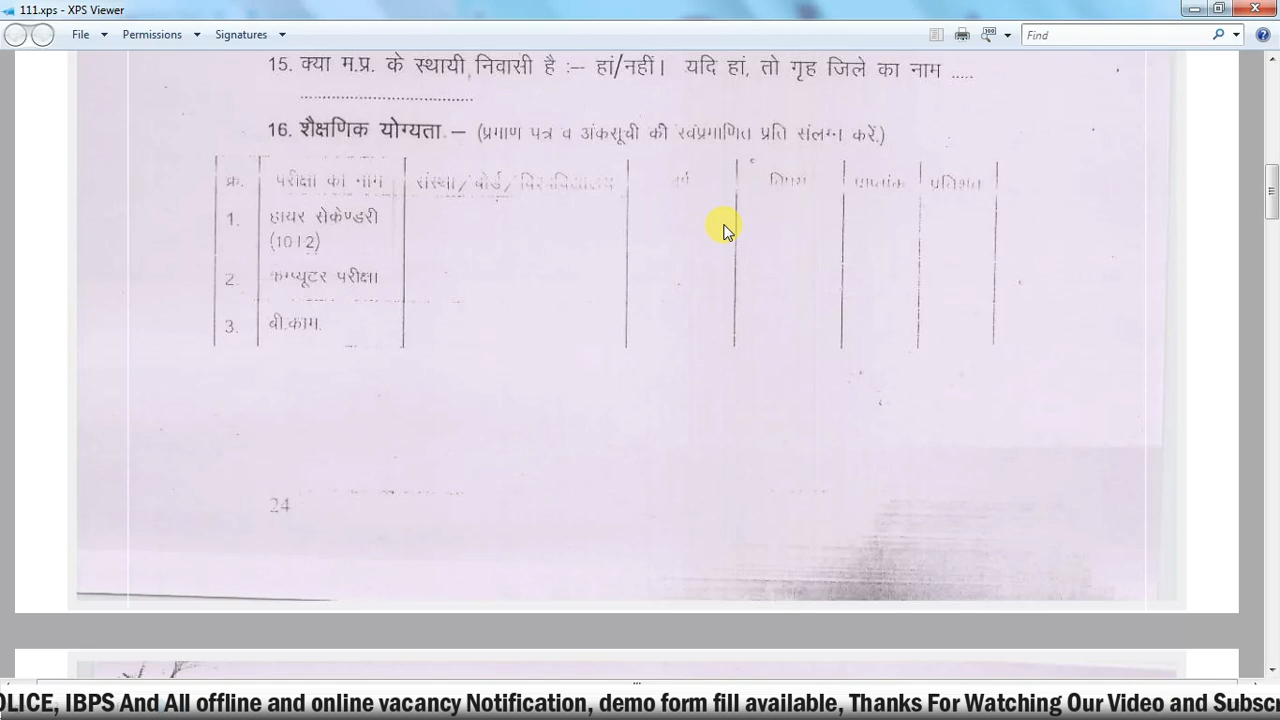 111.xps - XPS Viewer
File Permissions Signatures Find
15. क्या म.प्र. के स्थायी निवासी है :– हां/नहीं। यदि हां, तो गृह जिले का नाम .....
.............................................
16. शैक्षणिक योग्यता – (प्रमाण पत्र व अंकसूची की स्वंप्रमाणित प्रति संलग्न करें.)
क्र. परीक्षा का नाम संस्था/बोर्ड/विश्वविद्यालय वर्ष विषय प्राप्तांक प्रतिशत
1. हायर सेकेण्डरी
(10+2)
2. कम्प्यूटर परीक्षा
3. बी.काम.
24
OLICE, IBPS And All offline and online vacancy Notification, demo form fill available, Thanks For Watching Our Video and Subsc